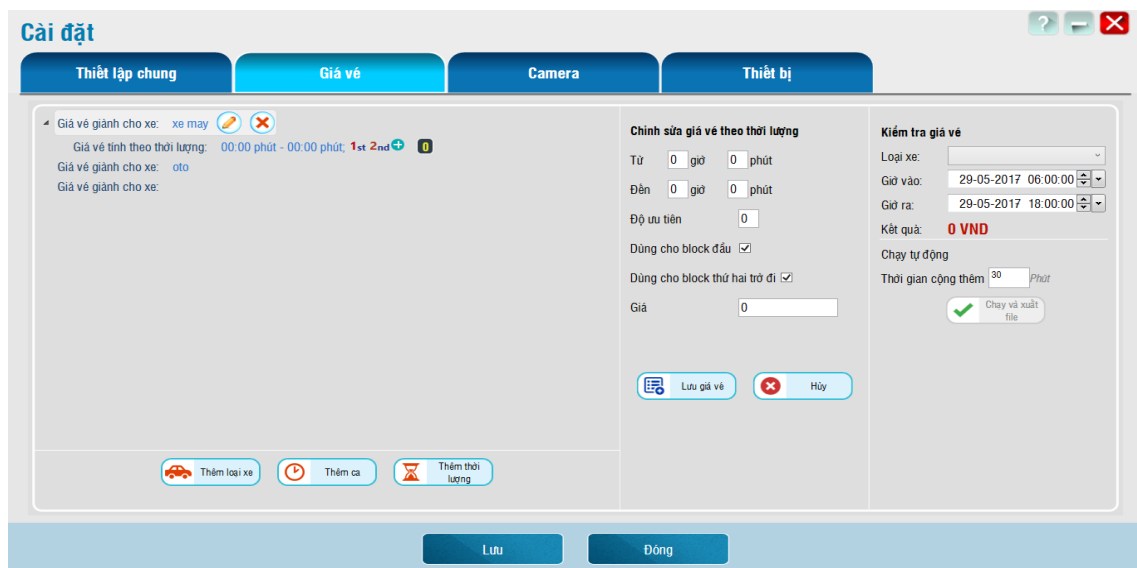 Cài đặt
?
Thiết lập chung
Giá vé
Camera
Thiết bị
Giá vé giành cho xe: xe may
Giá vé tính theo thời lượng: 00:00 phút - 00:00 phút; 1st 2nd 0
Giá vé giành cho xe: oto
Giá vé giành cho xe:
Thêm loại xe
Thêm ca
Thêm thời
lượng
Chỉnh sửa giá vé theo thời lượng
Từ 0 giờ 0 phút
Đến 0 giờ 0 phút
Độ ưu tiên 0
Dùng cho block đầu
Dùng cho block thứ hai trở đi
Giá 0
Lưu giá vé
Hủy
Kiểm tra giá vé
Loại xe:
Giờ vào: 29-05-2017 06:00:00
Giờ ra: 29-05-2017 18:00:00
Kết quả: 0 VND
Chạy tự động
Thời gian cộng thêm 30 Phút
Chạy và xuất
file
Lưu
Đóng